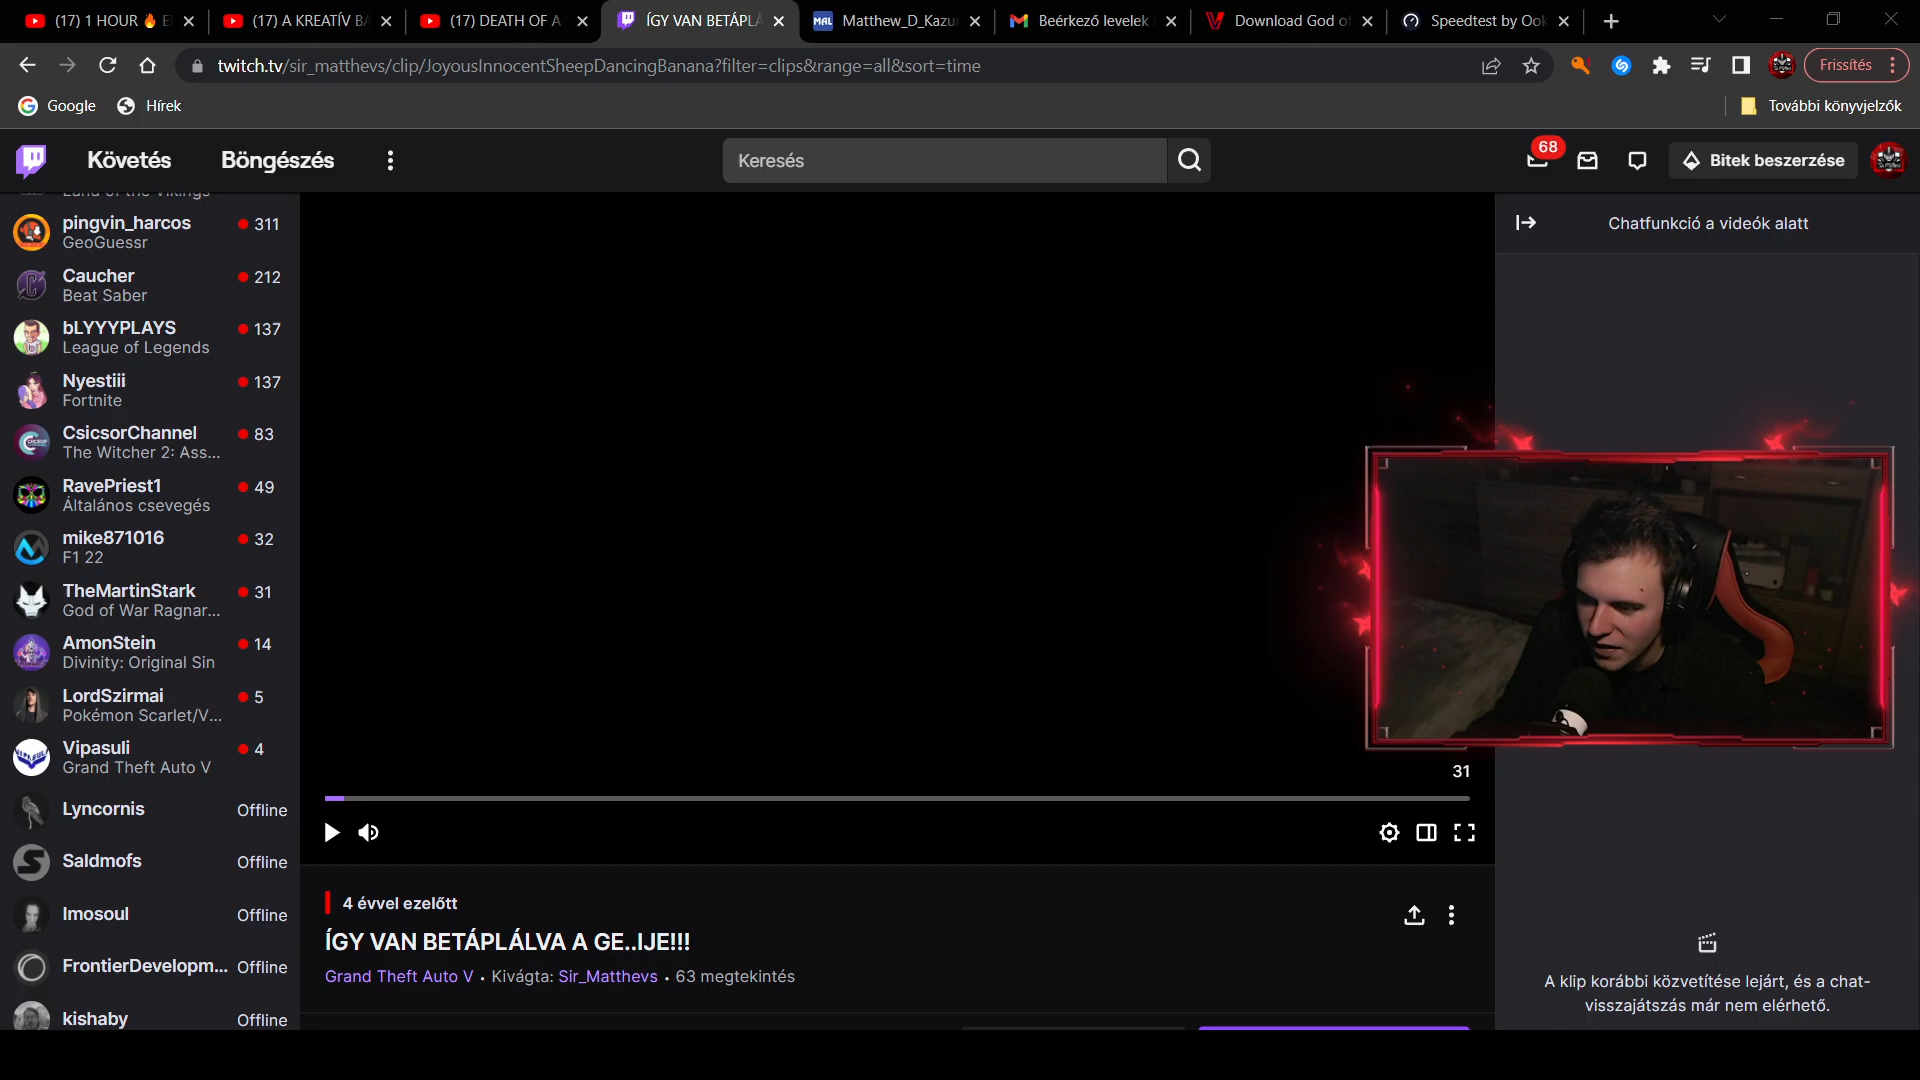 (17) 1 HOUR 🔥
(17) A KREATÍV BA
(17) DEATH OF A
ÍGY VAN BETÁPLÁ
MAL
Matthew_D_Kazu
Beérkező levelek
Download God of
Speedtest by Ook
twitch.tv/sir_matthevs/clip/JoyousInnocentSheepDancingBanana?filter=clips&range=all&sort=time
Frissítés
Google
Hírek
További könyvjelzők
Követés
Böngészés
Keresés
68
Bitek beszerzése
Land of the Vikings
pingvin_harcos
311
GeoGuessr
Caucher
212
Beat Saber
bLYYYPLAYS
137
League of Legends
Nyestiii
137
Fortnite
CsicsorChannel
83
The Witcher 2: Ass...
RavePriest1
49
Általános csevegés
mike871016
32
F1 22
TheMartinStark
31
God of War Ragnar...
AmonStein
14
Divinity: Original Sin
LordSzirmai
5
Pokémon Scarlet/V...
Vipasuli
4
Grand Theft Auto V
Lyncornis
Offline
Saldmofs
Offline
Imosoul
Offline
FrontierDevelopm...
Offline
kishaby
Offline
31
4 évvel ezelőtt
ÍGY VAN BETÁPLÁLVA A GE..IJE!!!
Grand Theft Auto V • Kivágta: Sir_Matthevs • 63 megtekintés
Chatfunkció a videók alatt
A klip korábbi közvetítése lejárt, és a chat-
visszajátszás már nem elérhető.